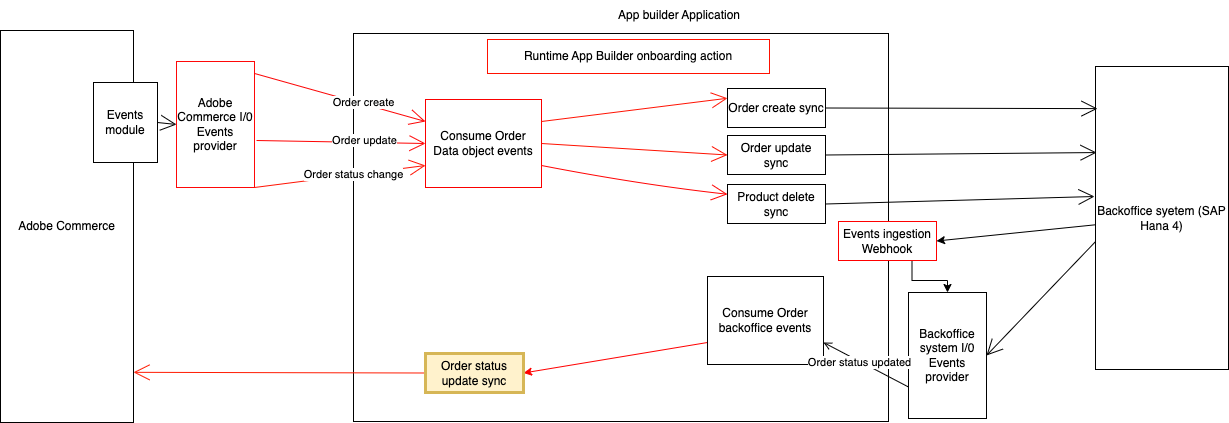 App builder Application
Runtime App Builder onboarding action
Events
module
Adobe
Commerce I/0
Events
provider
Order create
Order update
Order status change
Consume Order
Data object events
Order create sync
Order update
sync
Product delete
sync
Adobe Commerce
Backoffice syetem (SAP
Hana 4)
Events ingestion
Webhook
Consume Order
backoffice events
Order status updated
Backoffice
system I/0
Events
provider
Order status
update sync